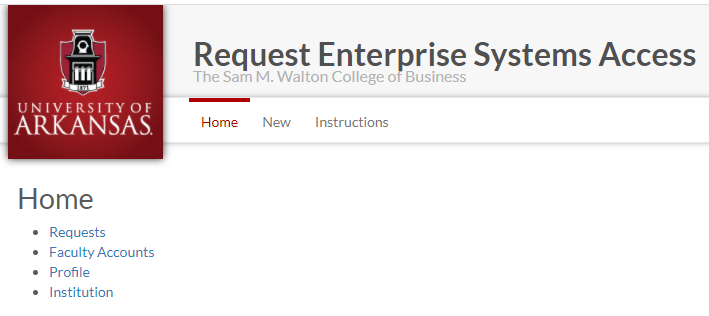 Request Enterprise Systems Access
The Sam M. Walton College of Business
1871
UNIVERSITY OF
ARKANSAS.
Home New Instructions
Home
Requests
Faculty Accounts
Profile
Institution